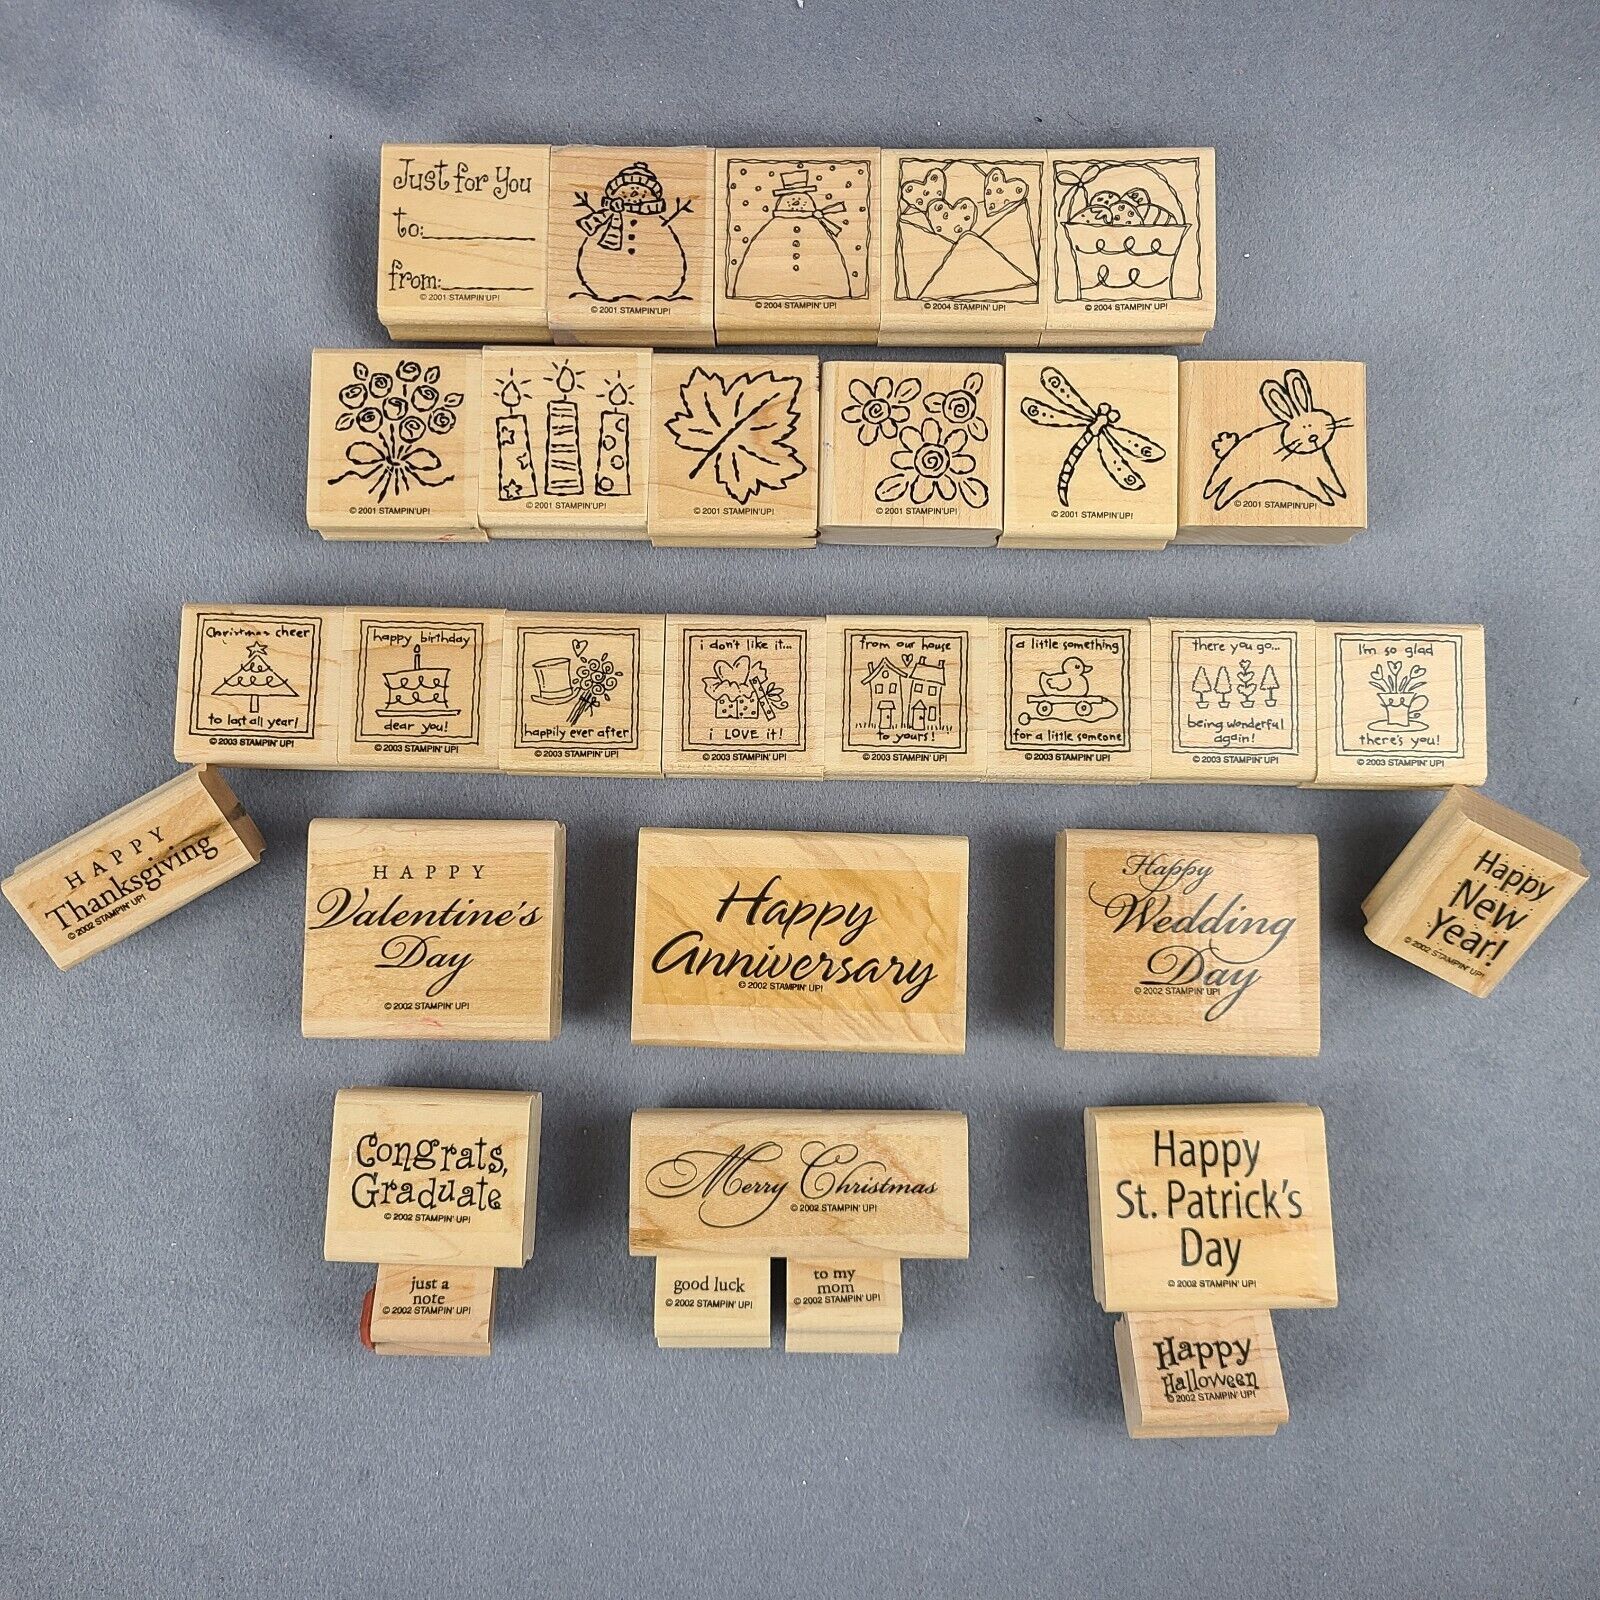 Just for You
to:
from:
© 2001 STAMPIN'UP!
© 2001 STAMPIN'UP!
© 2004 STAMPIN' UP!
© 2004 STAMPIN' UP!
© 2004 STAMPIN' UP!
© 2001 STAMPIN'UP!
© 2001 STAMPIN'UP!
© 2001 STAMPIN'UP!
© 2001 STAMPIN'UP!
© 2001 STAMPIN'UP!
© 2001 STAMPIN'UP!
Christmas cheer
to last all year!
© 2003 STAMPIN' UP!
happy birthday
dear you!
© 2003 STAMPIN' UP!
happily ever after
© 2003 STAMPIN' UP!
i don't like it...
i LOVE it!
© 2003 STAMPIN' UP!
from our house
to yours!
© 2003 STAMPIN' UP!
a little something
for a little someone
© 2003 STAMPIN' UP!
there you go...
being wonderful
again!
© 2003 STAMPIN' UP!
I'm so glad
there's you!
© 2003 STAMPIN' UP!
HAPPY
Thanksgiving
© 2002 STAMPIN' UP!
HAPPY
Valentine's
Day
© 2002 STAMPIN' UP!
Happy
Anniversary
© 2002 STAMPIN' UP!
Happy
Wedding
Day
© 2002 STAMPIN' UP!
Happy
New
Year!
© 2002 STAMPIN' UP!
Congrats,
Graduate
© 2002 STAMPIN' UP!
Merry Christmas
© 2002 STAMPIN' UP!
Happy
St. Patrick's
Day
© 2002 STAMPIN' UP!
just a
note
© 2002 STAMPIN' UP!
good luck
© 2002 STAMPIN' UP!
to my
mom
© 2002 STAMPIN' UP!
Happy
Halloween
© 2002 STAMPIN' UP!